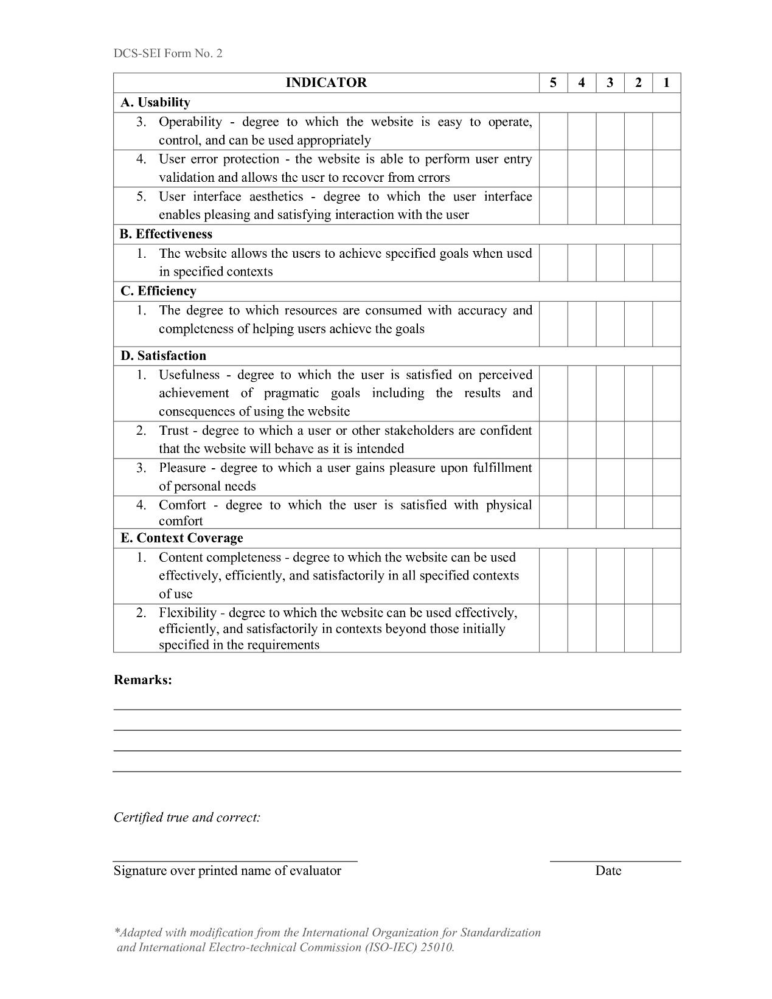 DCS-SEI Form No. 2
INDICATOR 5 4 3 2 1
A. Usability
3. Operability - degree to which the website is easy to operate,
control, and can be used appropriately
4. User error protection - the website is able to perform user entry
validation and allows the user to recover from errors
5. User interface aesthetics - degree to which the user interface
enables pleasing and satisfying interaction with the user
B. Effectiveness
1. The website allows the users to achieve specified goals when used
in specified contexts
C. Efficiency
1. The degree to which resources are consumed with accuracy and
completeness of helping users achieve the goals
D. Satisfaction
1. Usefulness - degree to which the user is satisfied on perceived
achievement of pragmatic goals including the results and
consequences of using the website
2. Trust - degree to which a user or other stakeholders are confident
that the website will behave as it is intended
3. Pleasure - degree to which a user gains pleasure upon fulfillment
of personal needs
4. Comfort - degree to which the user is satisfied with physical
comfort
E. Context Coverage
1. Content completeness - degree to which the website can be used
effectively, efficiently, and satisfactorily in all specified contexts
of use
2. Flexibility - degree to which the website can be used effectively,
efficiently, and satisfactorily in contexts beyond those initially
specified in the requirements
Remarks:
Certified true and correct:
Signature over printed name of evaluator Date
*Adapted with modification from the International Organization for Standardization
and International Electro-technical Commission (ISO-IEC) 25010.